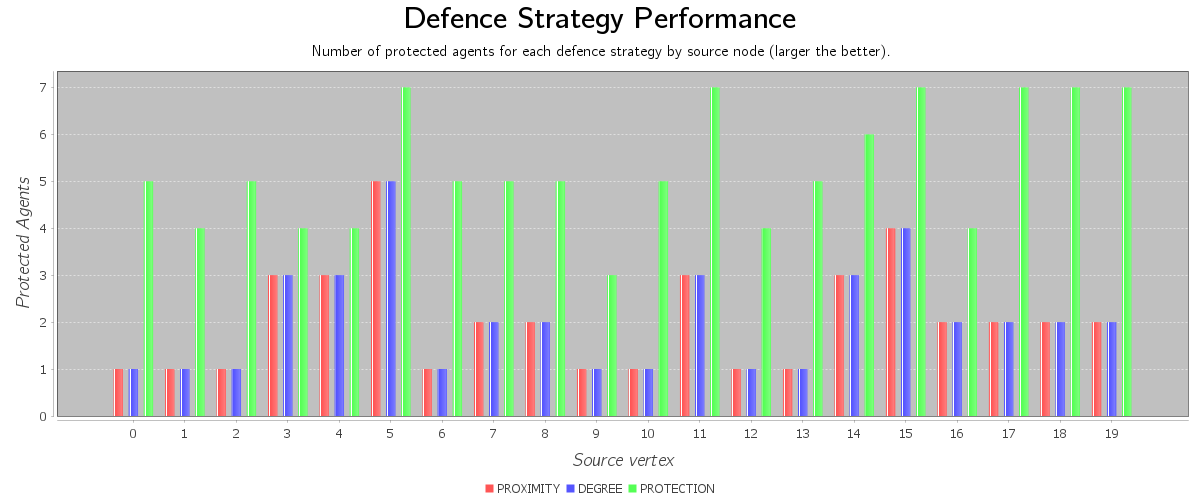 Defence Strategy Performance
Number of protected agents for each defence strategy by source node (larger the better).
7
6
5
4
3
2
1
0
Protected Agents
0 1 2 3 4 5 6 7 8 9 10 11 12 13 14 15 16 17 18 19
Source vertex
PROXIMITY DEGREE PROTECTION